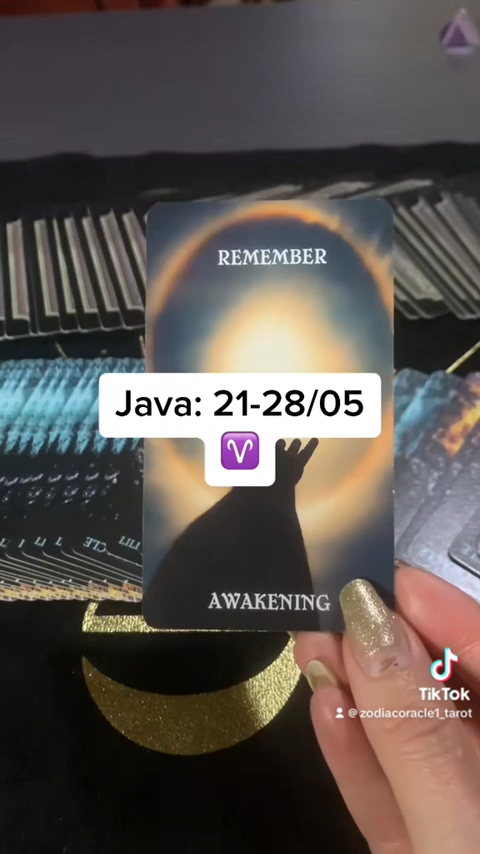 REMEMBER
Java: 21-28/05
♈
AWAKENING
TikTok
@zodiacoracle1_tarot